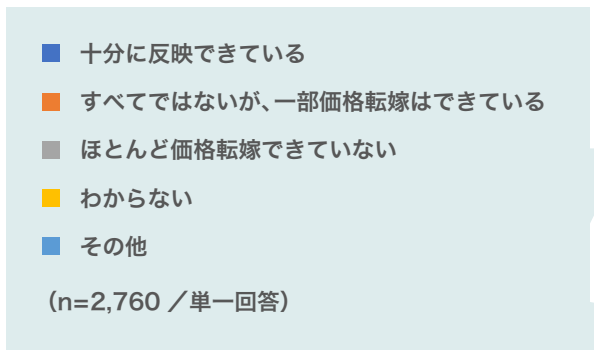 十分に反映できている
すべてではないが、一部価格転嫁はできている
ほとんど価格転嫁できていない
わからない
その他
（n=2,760 ／単一回答）